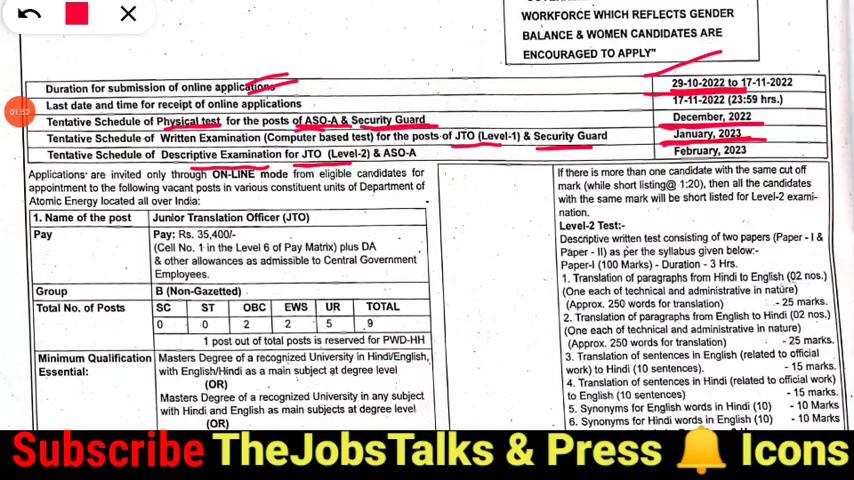 WORKFORCE WHICH REFLECTS GENDER
BALANCE & WOMEN CANDIDATES ARE
ENCOURAGED TO APPLY"
Duration for submission of online applications 29-10-2022 to 17-11-2022
Last date and time for receipt of online applications 17-11-2022 (23:59 hrs.)
Tentative Schedule of Physical test for the posts of ASO-A & Security Guard December, 2022
Tentative Schedule of Written Examination (Computer based test) for the posts of JTO (Level-1) & Security Guard January, 2023
Tentative Schedule of Descriptive Examination for JTO (Level-2) & ASO-A February, 2023
01:52
Applications are invited only through ON-LINE mode from eligible candidates for
appointment to the following vacant posts in various constituent units of Department of
Atomic Energy located all over India:
1. Name of the post Junior Translation Officer (JTO)
Pay Pay: Rs. 35,400/-
(Cell No. 1 in the Level 6 of Pay Matrix) plus DA
& other allowances as admissible to Central Government
Employees.
Group B (Non-Gazetted)
Total No. of Posts SC ST OBC EWS UR TOTAL
0 0 2 2 5 9
1 post out of total posts is reserved for PWD-HH
Minimum Qualification Masters Degree of a recognized University in Hindi/English,
Essential: with English/Hindi as a main subject at degree level
(OR)
Masters Degree of a recognized University in any subject
with Hindi and English as main subjects at degree level
(OR)
If there is more than one candidate with the same cut off
mark (while short listing@ 1:20), then all the candidates
with the same mark will be short listed for Level-2 exami-
nation.
Level-2 Test:-
Descriptive written test consisting of two papers (Paper - I &
Paper - II) as per the syllabus given below:-
Paper-I (100 Marks) - Duration - 3 Hrs.
1. Translation of paragraphs from Hindi to English (02 nos.)
(One each of technical and administrative in nature)
(Approx. 250 words for translation) - 25 marks.
2. Translation of paragraphs from English to Hindi (02 nos.)
(One each of technical and administrative in nature)
(Approx. 250 words for translation) - 25 marks.
3. Translation of sentences in English (related to official
work) to Hindi (10 sentences). - 15 marks.
4. Translation of sentences in Hindi (related to official work)
to English (10 sentences) - 15 marks.
5. Synonyms for English words in Hindi (10) - 10 Marks
6. Synonyms for Hindi words in English (10) - 10 Marks
Subscribe TheJobsTalks & Press 🔔 Icons